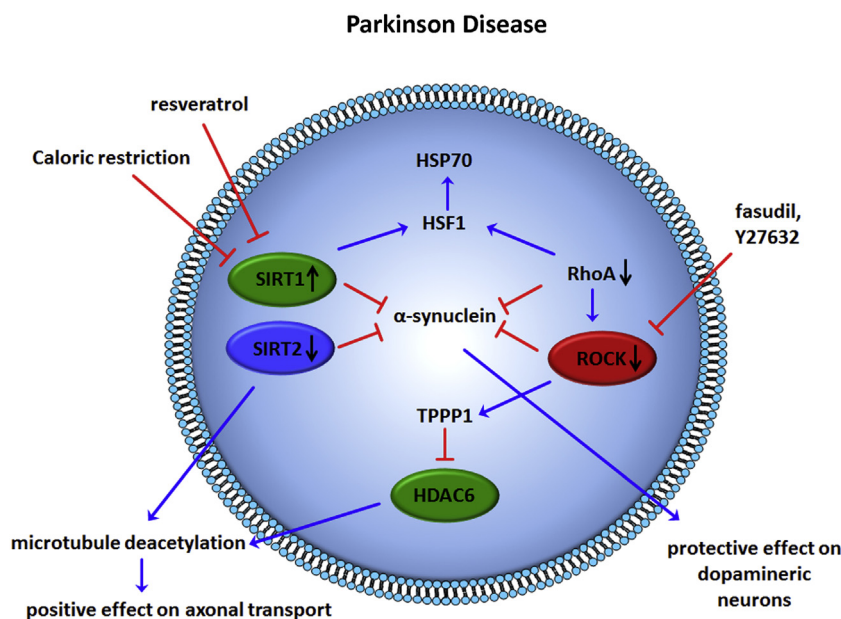 Parkinson Disease
resveratrol
Caloric restriction
HSP70
HSF1
fasudil,
Y27632
SIRT1
RhoA
α-synuclein
SIRT2
ROCK
TPPP1
HDAC6
microtubule deacetylation
positive effect on axonal transport
protective effect on
dopamineric
neurons